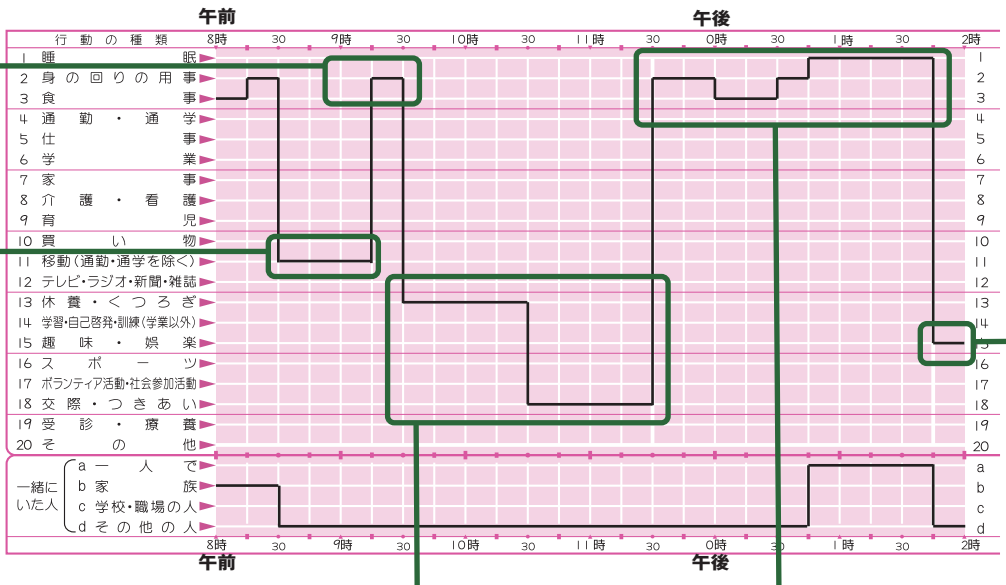 午前 午後
行動の種類 8時 30 9時 30 10時 30 11時 30 0時 30 1時 30 2時
1 睡眠 1
2 身の回りの用事 2
3 食事 3
4 通勤・通学 4
5 仕事 5
6 学業 6
7 家事 7
8 介護・看護 8
9 育児 9
10 買い物 10
11 移動(通勤・通学を除く) 11
12 テレビ・ラジオ・新聞・雑誌 12
13 休養・くつろぎ 13
14 学習・自己啓発・訓練(学業以外) 14
15 趣味・娯楽 15
16 スポーツ 16
17 ボランティア活動・社会参加活動 17
18 交際・つきあい 18
19 受診・療養 19
20 その他 20
一緒に
いた人
a 一人で a
b 家族 b
c 学校・職場の人 c
d その他の人 d
8時 30 9時 30 10時 30 11時 30 0時 30 1時 30 2時
午前 午後